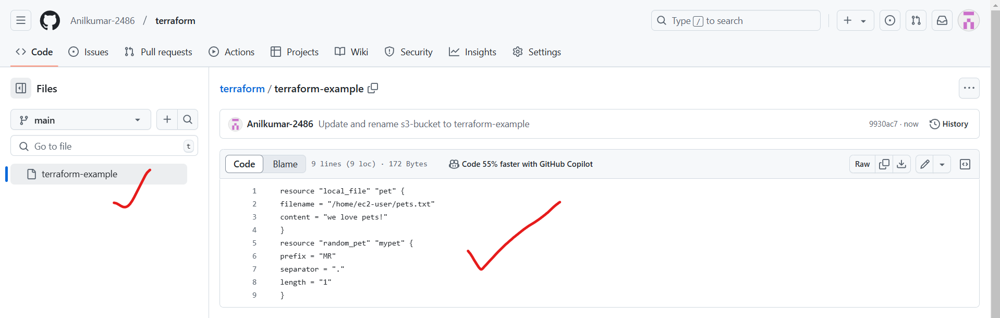 Anilkumar-2486 / terraform
Type / to search
Code Issues Pull requests Actions Projects Wiki Security Insights Settings
Files
terraform / terraform-example
main
Anilkumar-2486 Update and rename s3-bucket to terraform-example 9930ac7 · now History
Go to file t
Code Blame 9 lines (9 loc) · 172 Bytes Code 55% faster with GitHub Copilot Raw
terraform-example
1 resource "local_file" "pet" {
2 filename = "/home/ec2-user/pets.txt"
3 content = "we love pets!"
4 }
5 resource "random_pet" "mypet" {
6 prefix = "MR"
7 separator = "."
8 length = "1"
9 }